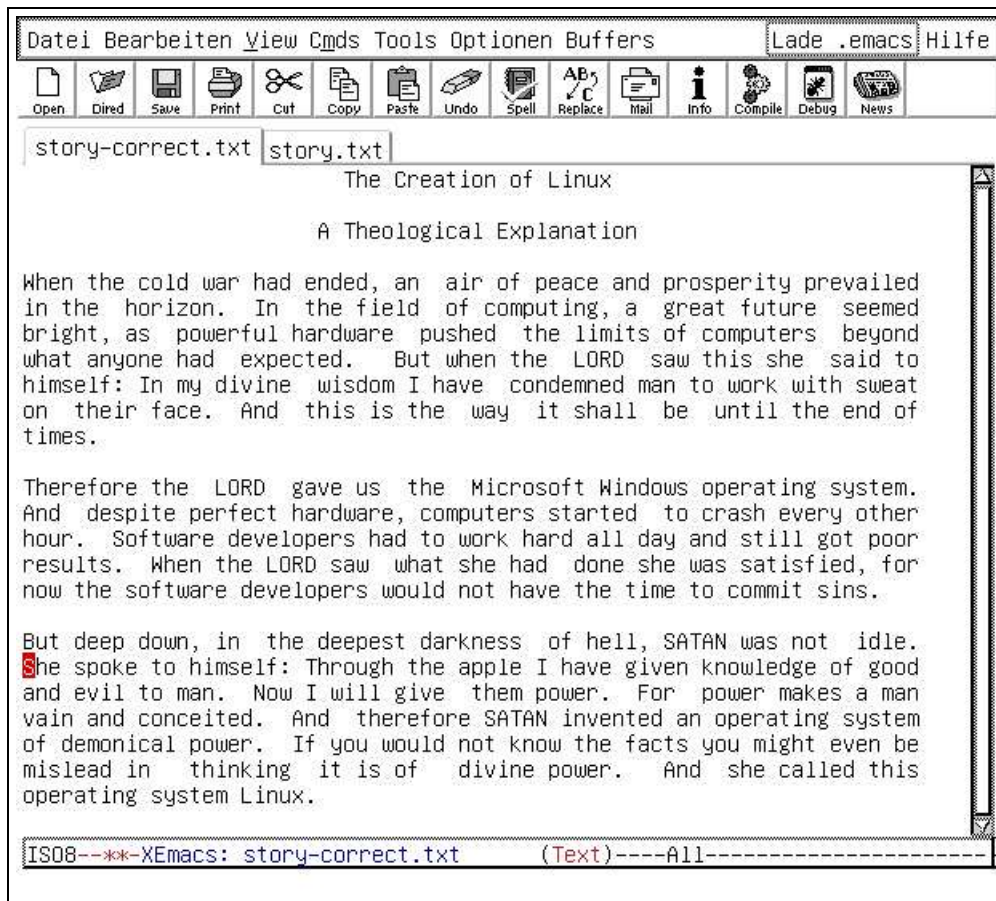 Datei Bearbeiten View Cmds Tools Optionen Buffers Lade .emacs Hilfe
Open Dired Save Print Cut Copy Paste Undo Spell Replace Mail Info Compile Debug News
story-correct.txt story.txt
The Creation of Linux
A Theological Explanation
When the cold war had ended, an air of peace and prosperity prevailed
in the horizon. In the field of computing, a great future seemed
bright, as powerful hardware pushed the limits of computers beyond
what anyone had expected. But when the LORD saw this she said to
himself: In my divine wisdom I have condemned man to work with sweat
on their face. And this is the way it shall be until the end of
times.
Therefore the LORD gave us the Microsoft Windows operating system.
And despite perfect hardware, computers started to crash every other
hour. Software developers had to work hard all day and still got poor
results. When the LORD saw what she had done she was satisfied, for
now the software developers would not have the time to commit sins.
But deep down, in the deepest darkness of hell, SATAN was not idle.
She spoke to himself: Through the apple I have given knowledge of good
and evil to man. Now I will give them power. For power makes a man
vain and conceited. And therefore SATAN invented an operating system
of demonical power. If you would not know the facts you might even be
mislead in thinking it is of divine power. And she called this
operating system Linux.
ISO8--**-XEmacs: story-correct.txt (Text)----All----------------------